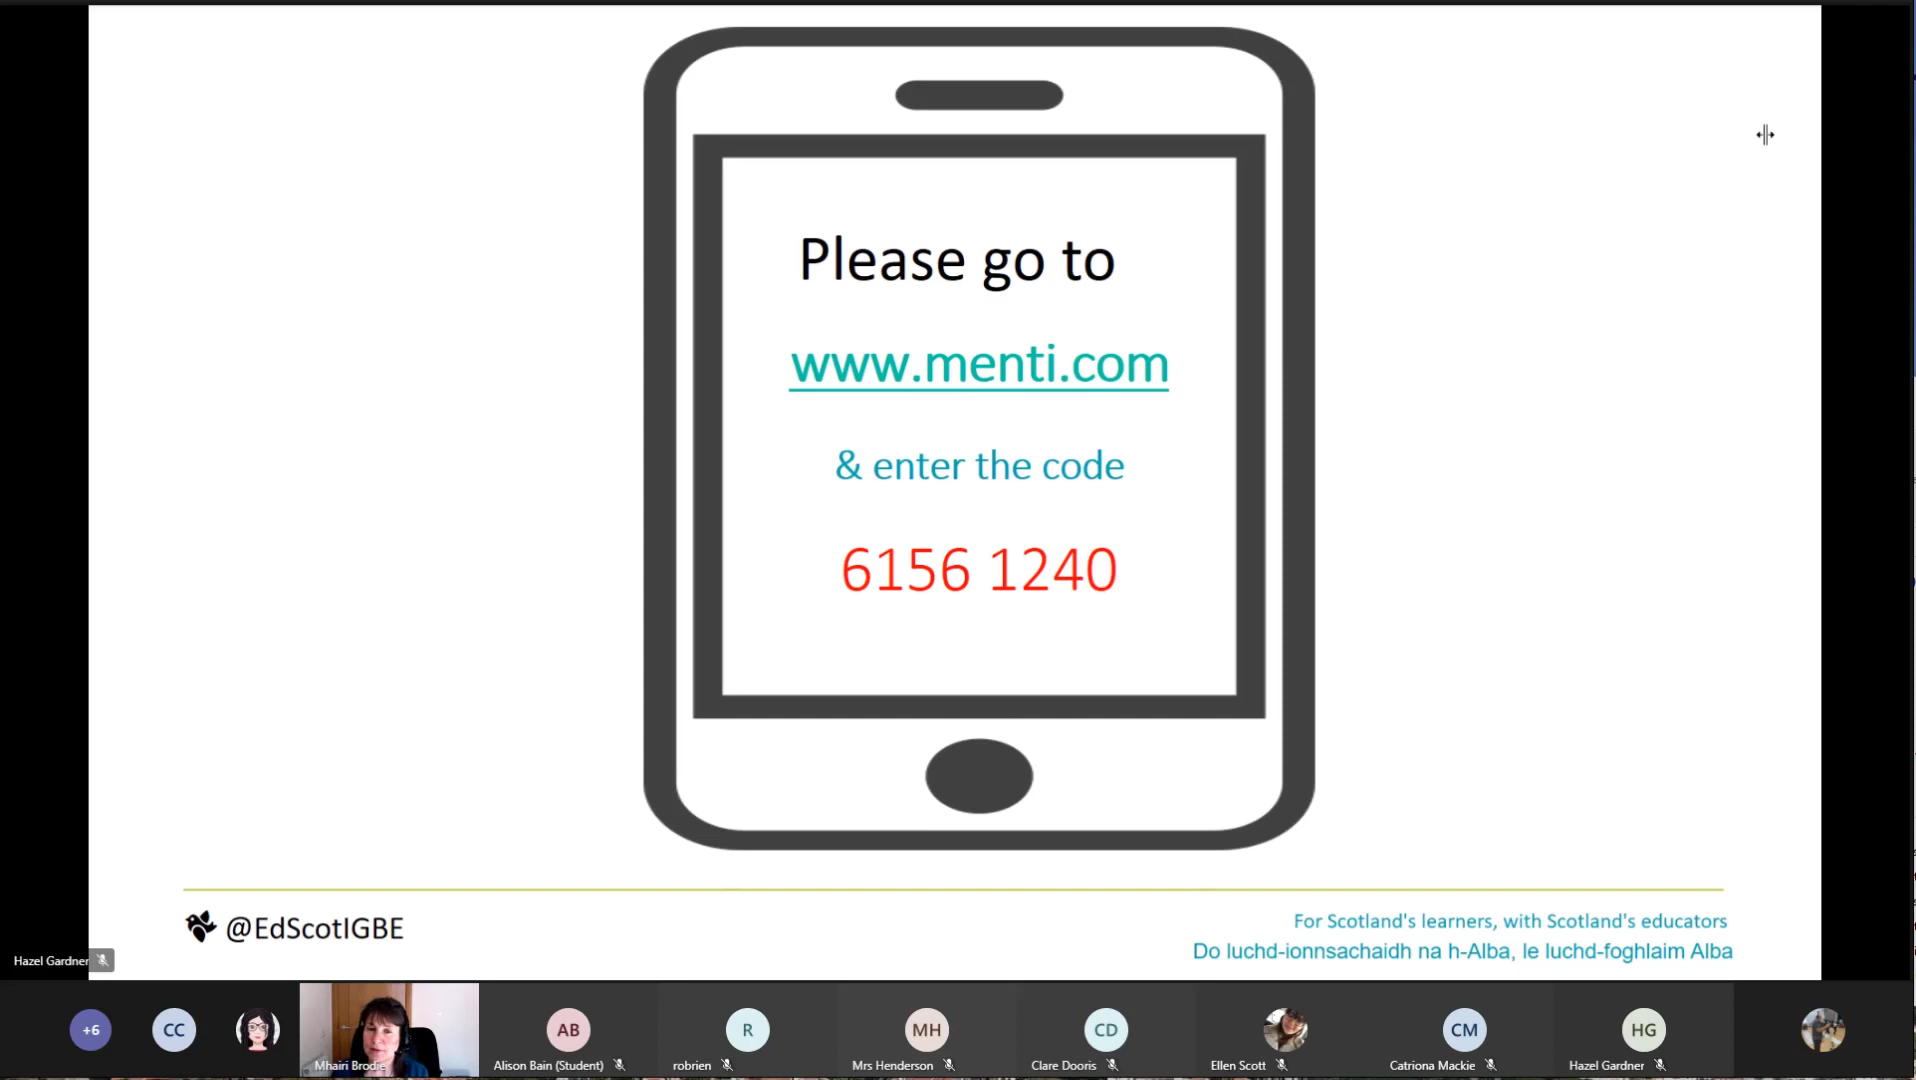 Please go to
www.menti.com
& enter the code
6156 1240
@EdScotIGBE
For Scotland's learners, with Scotland's educators
Do luchd-ionnsachaidh na h-Alba, le luchd-foghlaim Alba
Hazel Gardner
+6
CC
Mhairi Brodie
AB
Alison Bain (Student)
R
robrien
MH
Mrs Henderson
CD
Clare Dooris
Ellen Scott
CM
Catriona Mackie
HG
Hazel Gardner